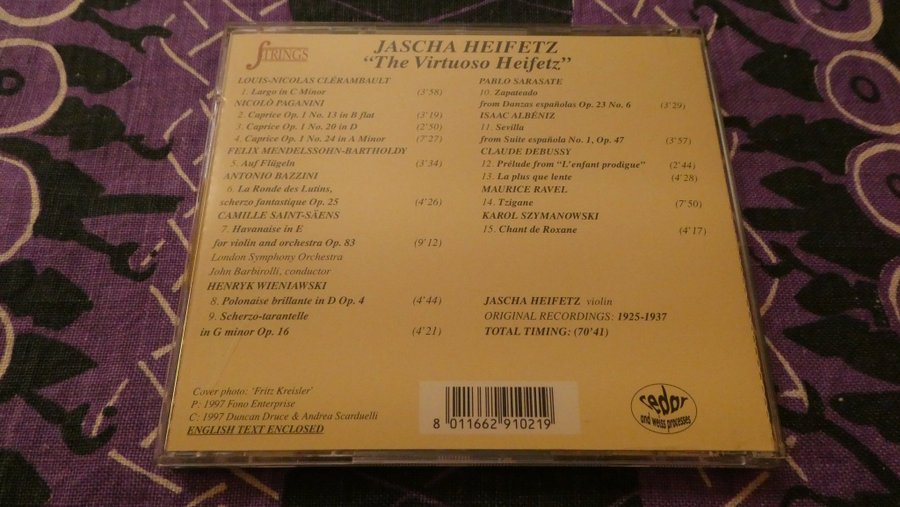 STRINGS
JASCHA HEIFETZ
“The Virtuoso Heifetz”
LOUIS-NICOLAS CLÉRAMBAULT
1. Largo in C Minor (3'58)
NICOLÒ PAGANINI
2. Caprice Op. 1 No. 13 in B flat (3'19)
3. Caprice Op. 1 No. 20 in D (2'50)
4. Caprice Op. 1 No. 24 in A Minor (7'27)
FELIX MENDELSSOHN-BARTHOLDY
5. Auf Flügeln (3'34)
ANTONIO BAZZINI
6. La Ronde des Lutins,
scherzo fantastique Op. 25 (4'26)
CAMILLE SAINT-SÄENS
7. Havanaise in E
for violin and orchestra Op. 83 (9'12)
London Symphony Orchestra
John Barbirolli, conductor
HENRYK WIENIAWSKI
8. Polonaise brillante in D Op. 4 (4'44)
9. Scherzo-tarantelle
in G minor Op. 16 (4'21)
PABLO SARASATE
10. Zapateado
from Danzas españolas Op. 23 No. 6 (3'29)
ISAAC ALBÉNIZ
11. Sevilla
from Suite española No. 1, Op. 47 (3'57)
CLAUDE DEBUSSY
12. Prélude from “L'enfant prodigue” (2'44)
13. La plus que lente (4'28)
MAURICE RAVEL
14. Tzigane (7'50)
KAROL SZYMANOWSKI
15. Chant de Roxane (4'17)
JASCHA HEIFETZ violin
ORIGINAL RECORDINGS: 1925-1937
TOTAL TIMING: (70'41)
Cover photo: 'Fritz Kreisler'
P: 1997 Fono Enterprise
C: 1997 Duncan Druce & Andrea Scarduelli
ENGLISH TEXT ENCLOSED
8 011662 910219
cedar
and weiss processes